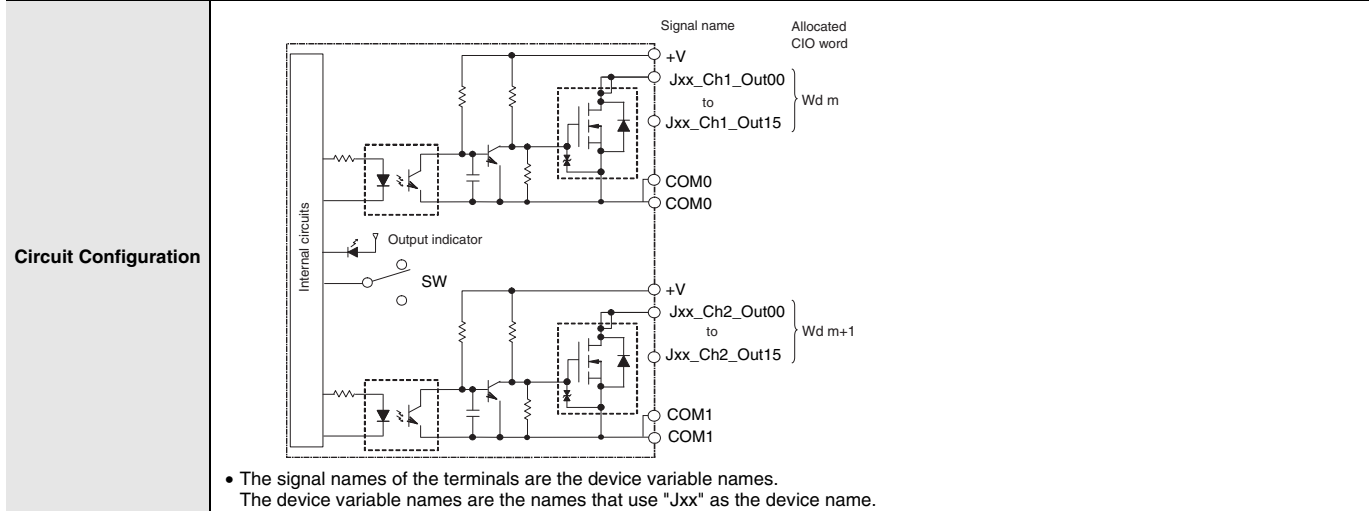 Circuit Configuration
Signal name
Allocated
CIO word
+V
Jxx_Ch1_Out00
to
Wd m
Jxx_Ch1_Out15
COM0
COM0
Internal circuits
Output indicator
SW
+V
Jxx_Ch2_Out00
to
Wd m+1
Jxx_Ch2_Out15
COM1
COM1
• The signal names of the terminals are the device variable names.
The device variable names are the names that use "Jxx" as the device name.